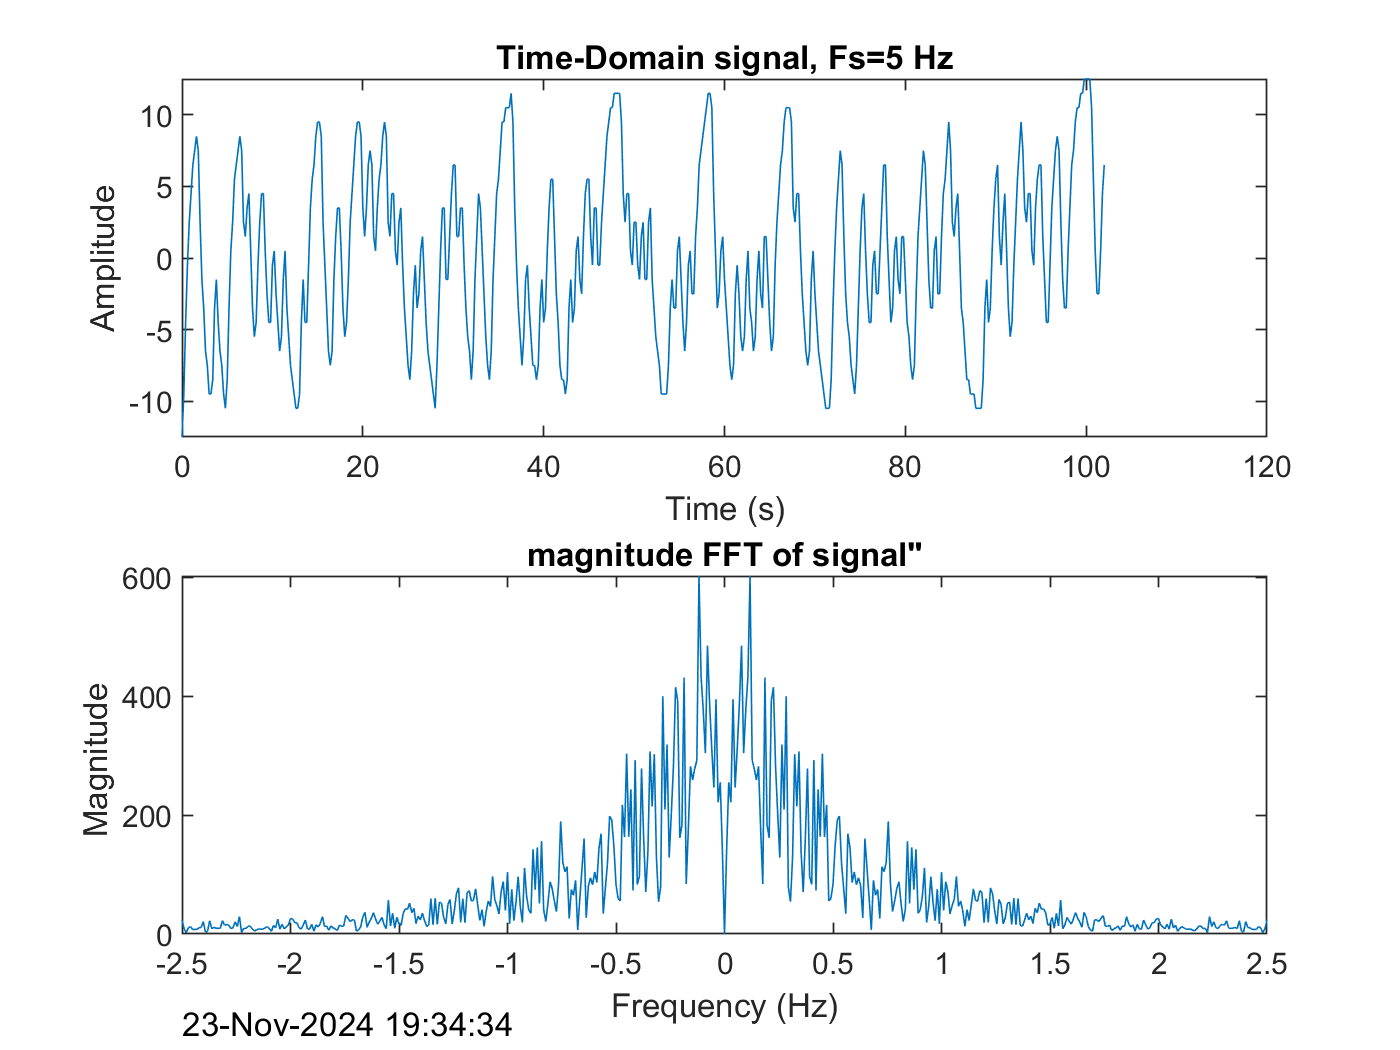 Time-Domain signal, Fs=5 Hz
10
5
0
-5
-10
Amplitude
0 20 40 60 80 100 120
Time (s)
magnitude FFT of signal"
600
400
200
0
Magnitude
-2.5 -2 -1.5 -1 -0.5 0 0.5 1 1.5 2 2.5
Frequency (Hz)
23-Nov-2024 19:34:34